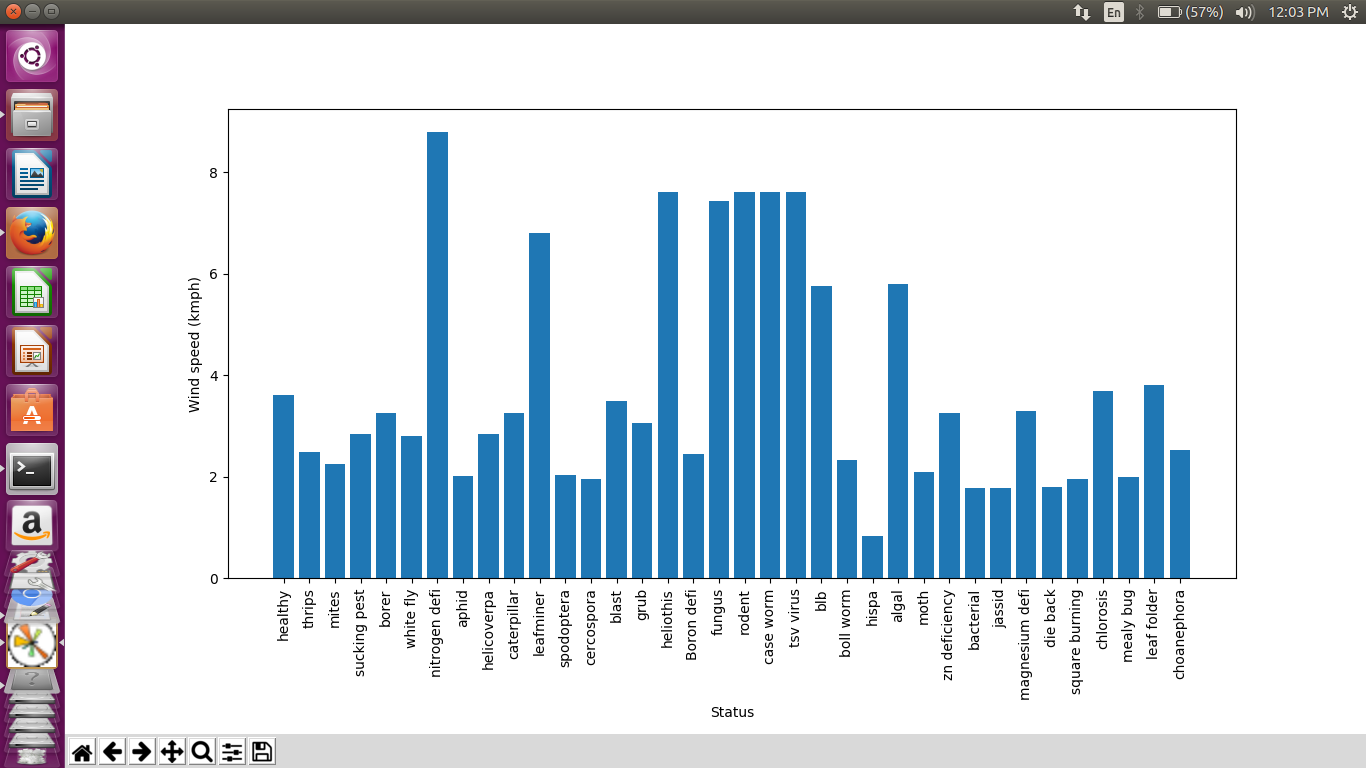 En (57%) 12:03 PM
8
6
4
2
0
Wind speed (kmph)
healthy
thrips
mites
sucking pest
borer
white fly
nitrogen defi
aphid
helicoverpa
caterpillar
leafminer
spodoptera
cercospora
blast
grub
heliothis
Boron defi
fungus
rodent
case worm
tsv virus
blb
boll worm
hispa
algal
moth
zn deficiency
bacterial
jassid
magnesium defi
die back
square burning
chlorosis
mealy bug
leaf folder
choanephora
Status